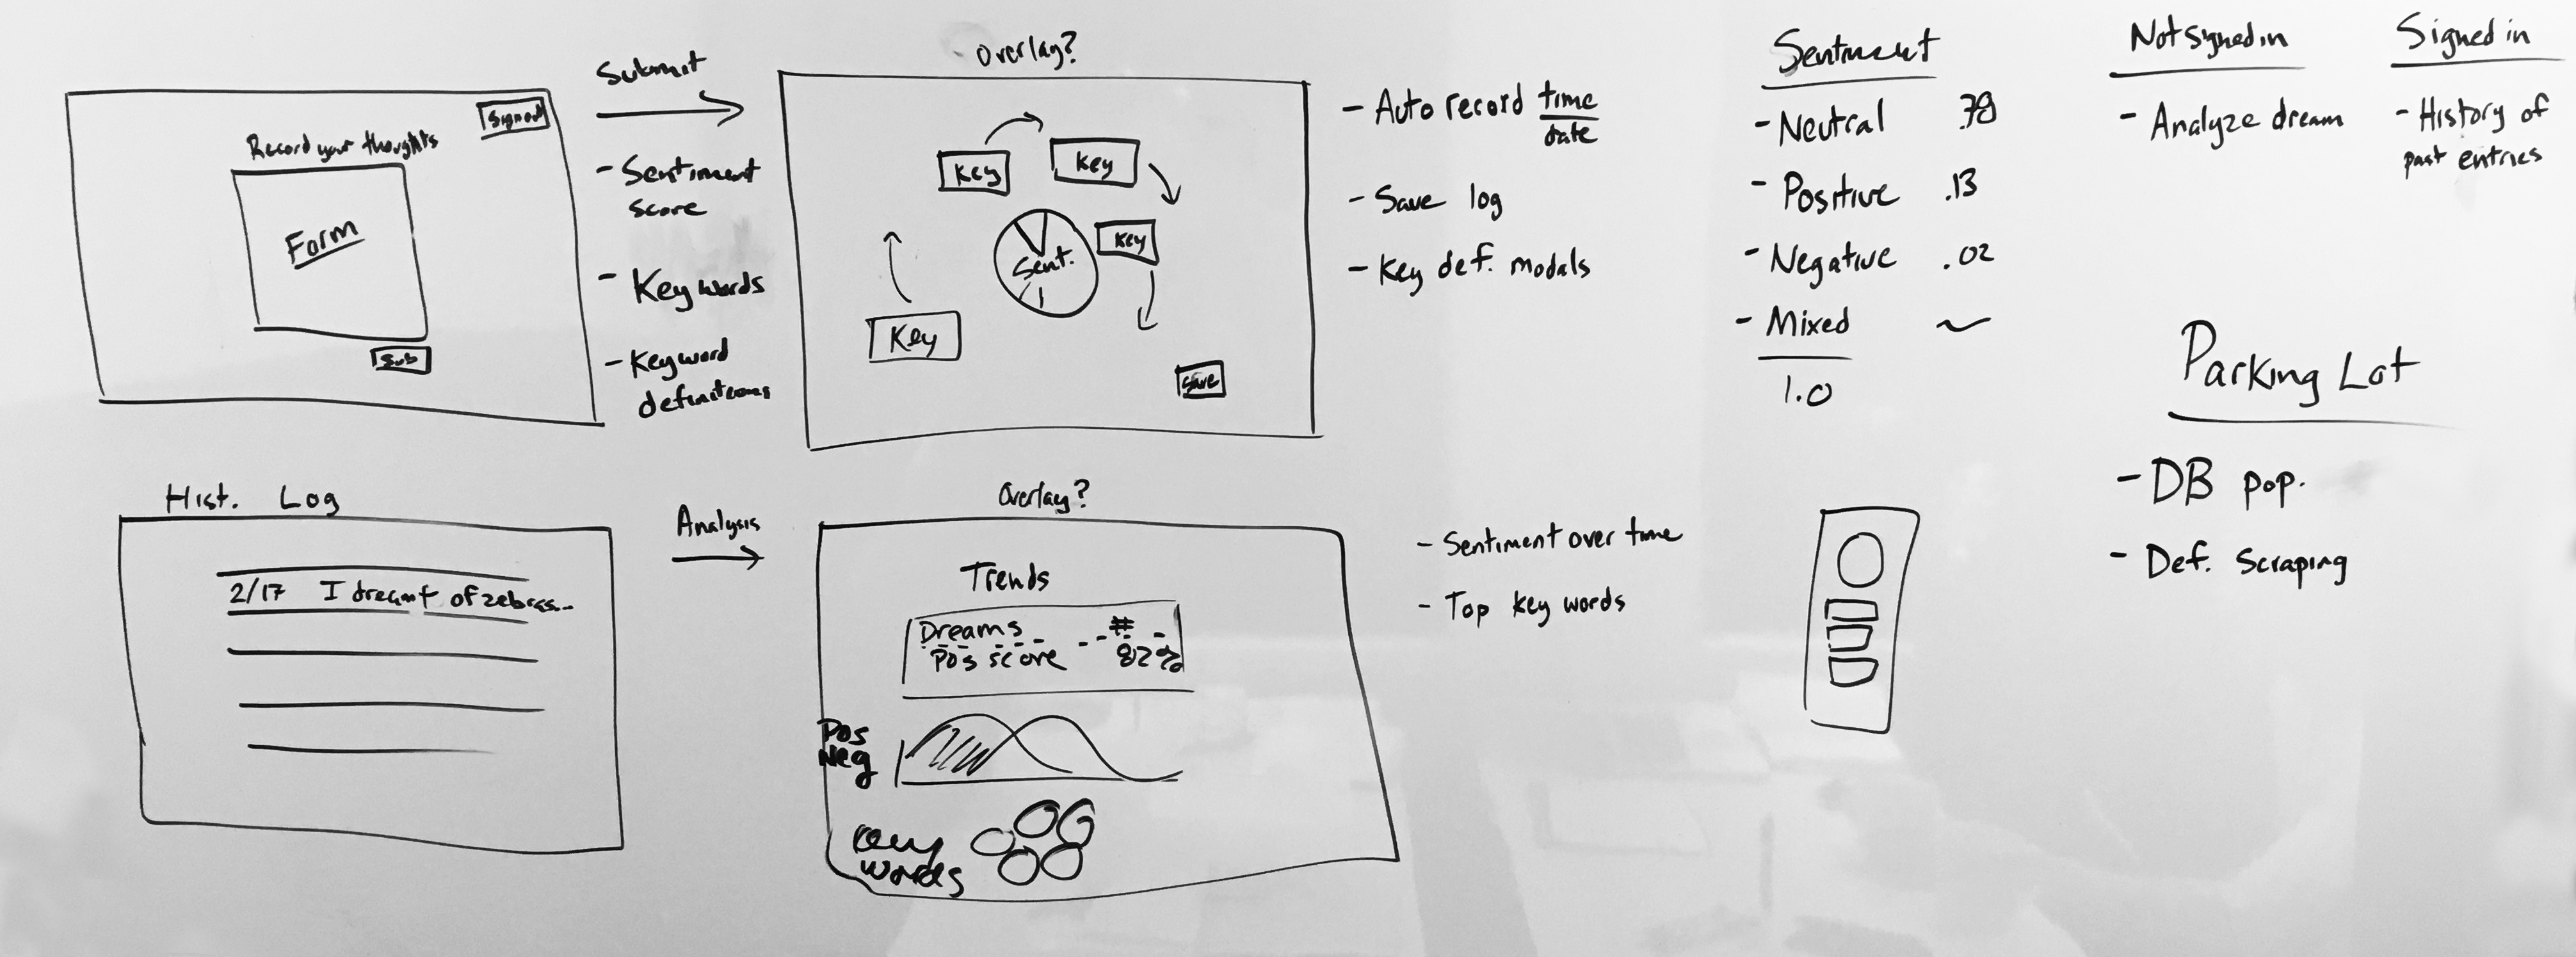 Record your thoughts
Signed
Form
Sub
Submit
- Sentiment
score
- Key words
- Keyword
definitions
Overlay?
Key
Key
Key
Key
Sent.
Save
- Auto record time
date
- Save log
- Key def. modals
Sentiment
- Neutral .78
- Positive .13
- Negative .02
- Mixed ~
1.0
Not Signed in
- Analyze dream
Signed in
- History of
past entries
Parking Lot
- DB pop.
- Def. Scraping
Hist. Log
2/17 I dreamt of zebras...
Analysis
Overlay?
Trends
Dreams #
Pos score 82%
Pos
Neg
Key
words
- Sentiment over time
- Top key words